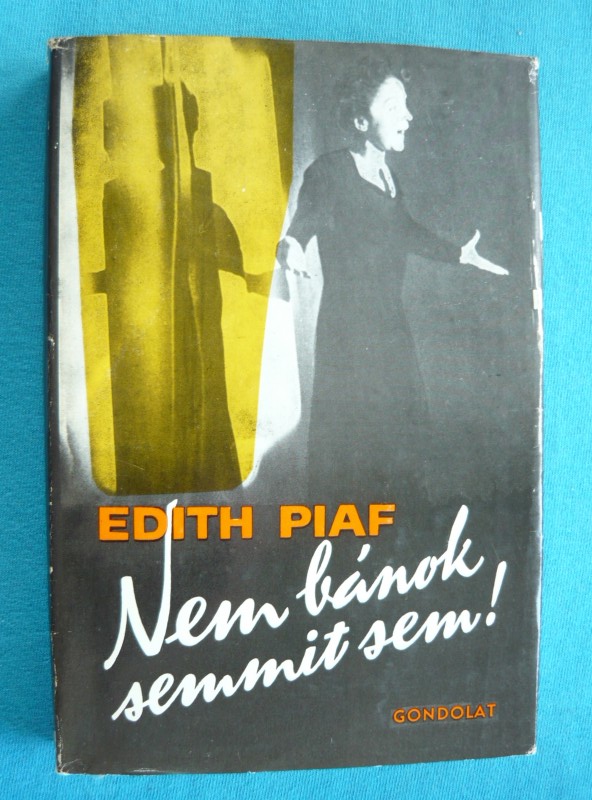 EDITH PIAF
Nem bánok
semmit sem!
GONDOLAT